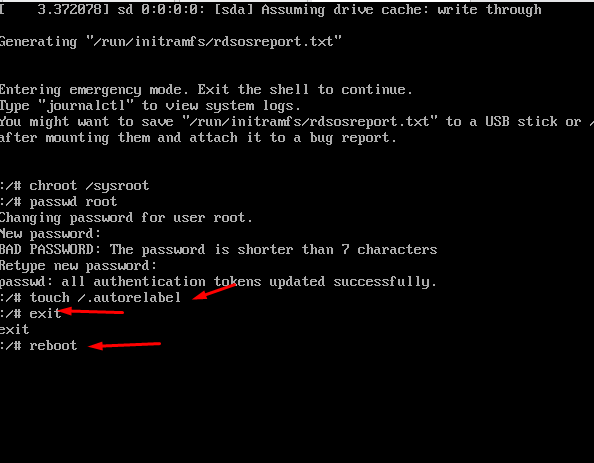 [    3.372078] sd 0:0:0:0: [sda] Assuming drive cache: write through
Generating "/run/initramfs/rdsosreport.txt"
Entering emergency mode. Exit the shell to continue.
Type "journalctl" to view system logs.
You might want to save "/run/initramfs/rdsosreport.txt" to a USB stick or /
after mounting them and attach it to a bug report.
:/# chroot /sysroot
:/# passwd root
Changing password for user root.
New password:
BAD PASSWORD: The password is shorter than 7 characters
Retype new password:
passwd: all authentication tokens updated successfully.
:/# touch /.autorelabel
:/# exit
exit
:/# reboot